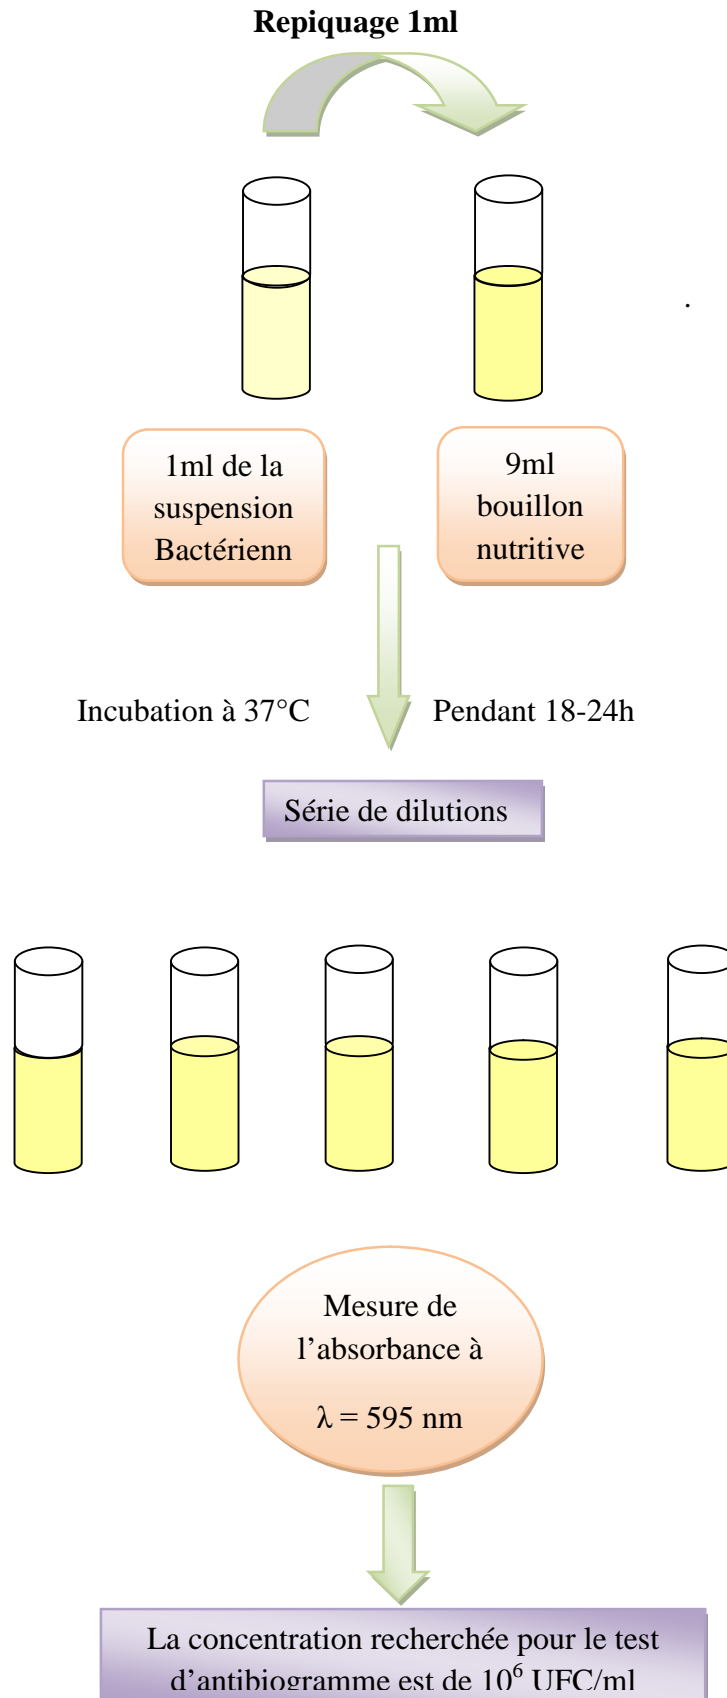 Repiquage 1ml
.
1ml de la
suspension
Bactérienn
9ml
bouillon
nutritive
Incubation à 37°C
Pendant 18-24h
Série de dilutions
Mesure de
l’absorbance à
λ = 595 nm
La concentration recherchée pour le test
d’antibiogramme est de 10⁶ UFC/ml